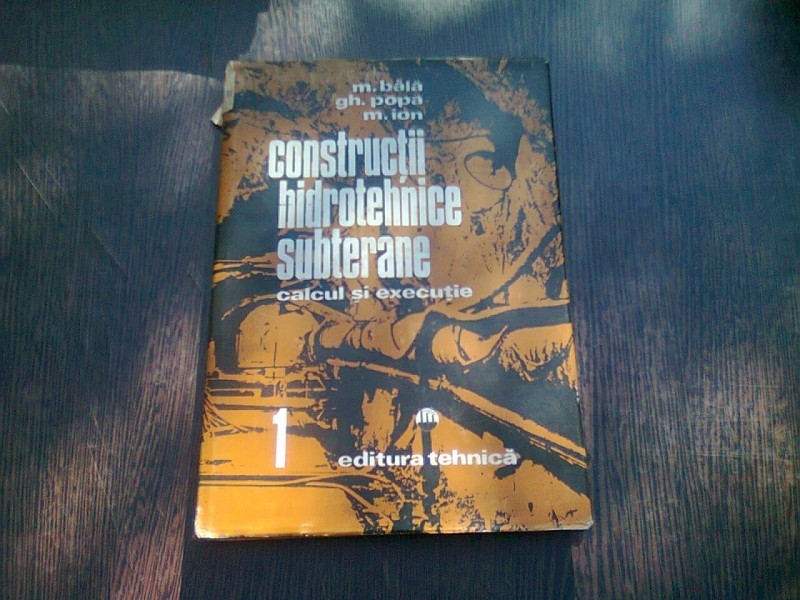 m. bălă
gh. popa
m. ion
construcții
hidrotehnice
subterane
calcul și execuție
1
editura tehnică